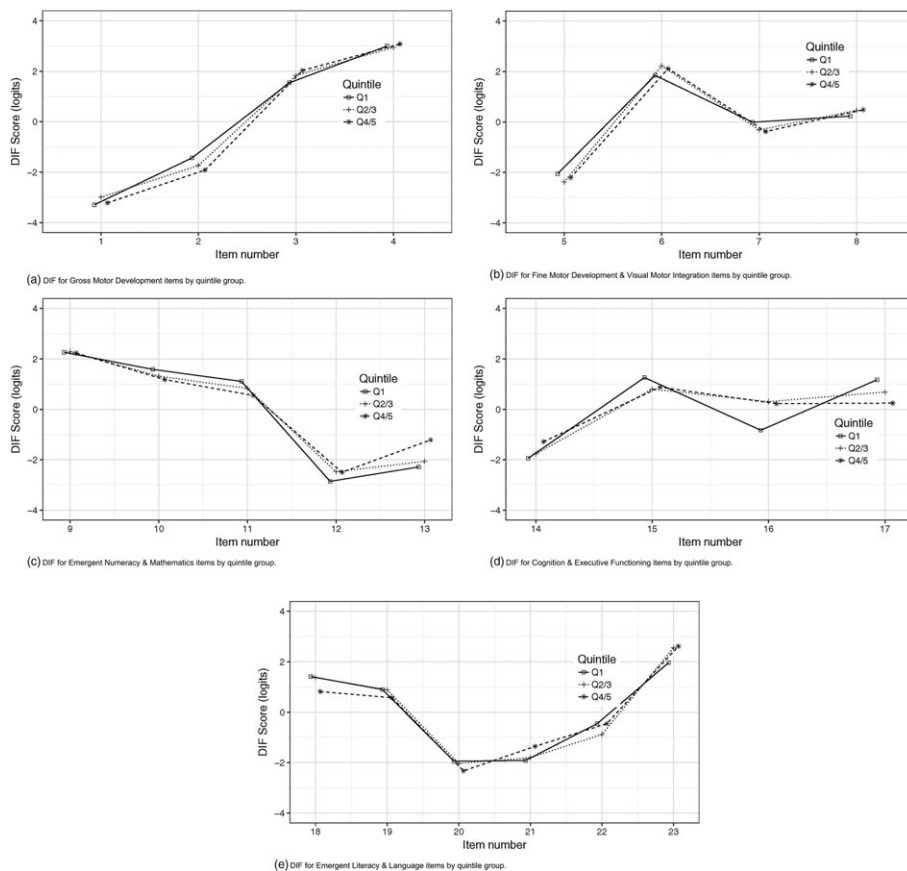 4
2
0
−2
−4
DIF Score (logits)
Quintile
Q1
Q2/3
Q4/5
1
2
3
4
Item number
(a) DIF for Gross Motor Development items by quintile group.
4
2
0
−2
−4
DIF Score (logits)
Quintile
Q1
Q2/3
Q4/5
5
6
7
8
Item number
(b) DIF for Fine Motor Development & Visual Motor Integration items by quintile group.
4
2
0
−2
−4
DIF Score (logits)
Quintile
Q1
Q2/3
Q4/5
9
10
11
12
13
Item number
(c) DIF for Emergent Numeracy & Mathematics items by quintile group.
4
2
0
−2
−4
DIF Score (logits)
Quintile
Q1
Q2/3
Q4/5
14
15
16
17
Item number
(d) DIF for Cognition & Executive Functioning items by quintile group.
4
2
0
−2
−4
DIF Score (logits)
Quintile
Q1
Q2/3
Q4/5
18
19
20
21
22
23
Item number
(e) DIF for Emergent Literacy & Language items by quintile group.